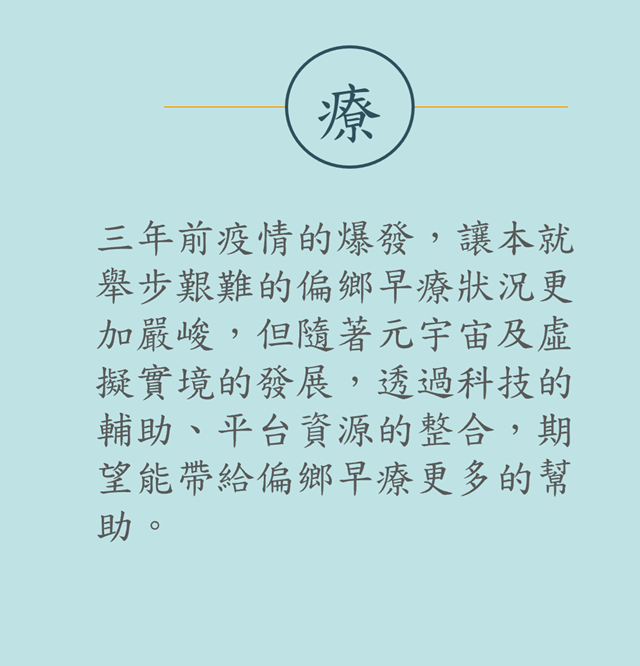 療
三年前疫情的爆發，讓本就
舉步艱難的偏鄉早療狀況更
加嚴峻，但隨著元宇宙及虛
擬實境的發展，透過科技的
輔助、平台資源的整合，期
望能帶給偏鄉早療更多的幫
助。